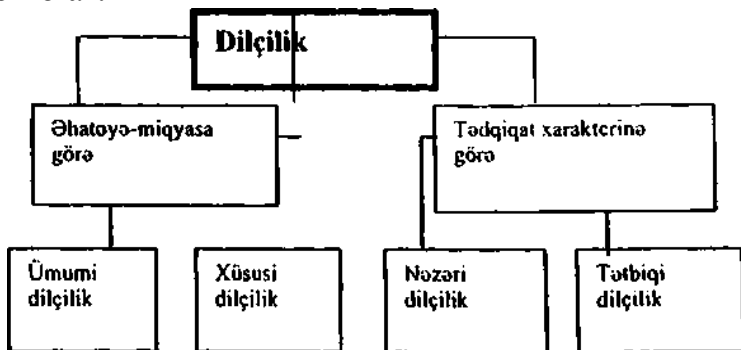 Dilçilik
Əhatəyə-miqyasa
görə
Tədqiqat xarakterinə
görə
Ümumi
dilçilik
Xüsusi
dilçilik
Nəzəri
dilçilik
Tətbiqi
dilçilik